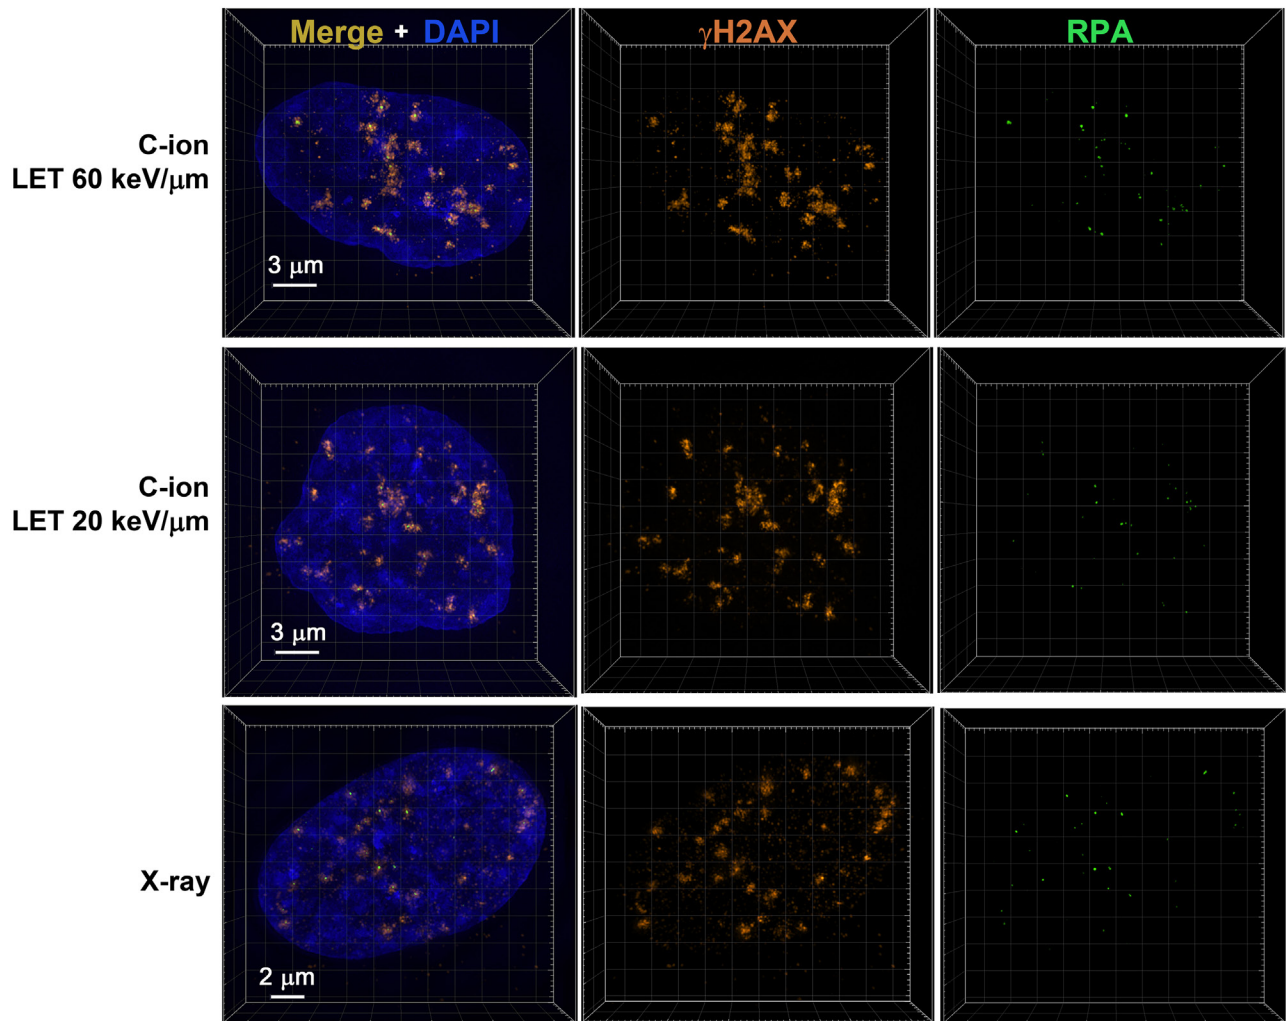 Merge + DAPI
γH2AX
RPA
C-ion
LET 60 keV/μm
3 μm
C-ion
LET 20 keV/μm
3 μm
X-ray
2 μm